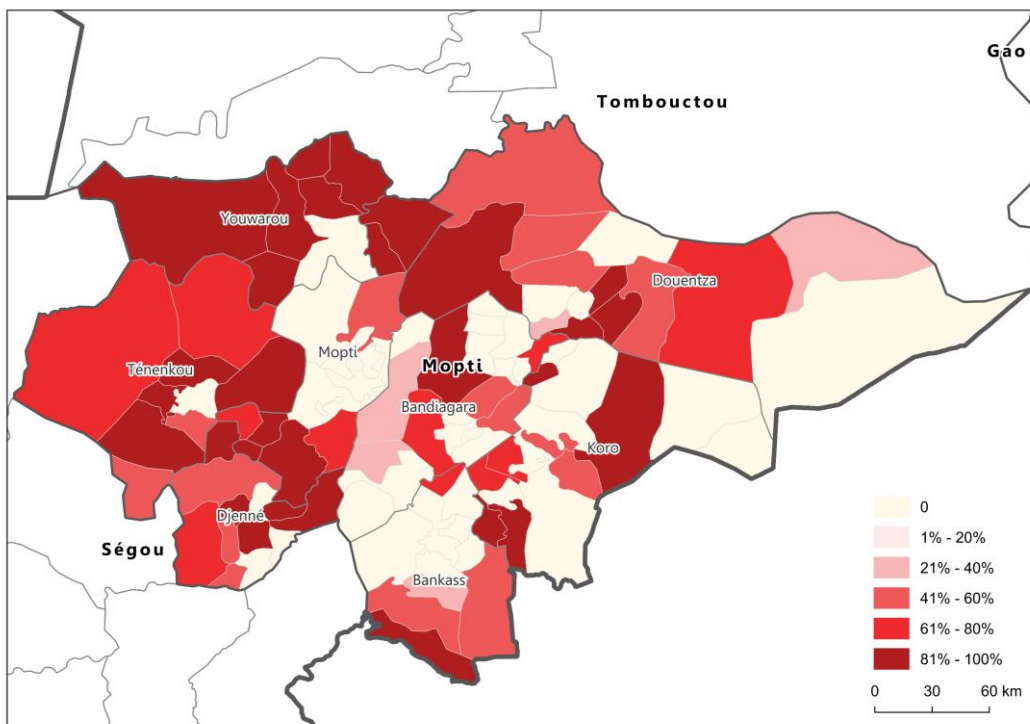 Gao
Tombouctou
Youwarou
Douentza
Mopti
Mopti
Ténenkou
Bandiagara
Koro
Djenné
Ségou
Bankass
0
1% - 20%
21% - 40%
41% - 60%
61% - 80%
81% - 100%
0 30 60 km